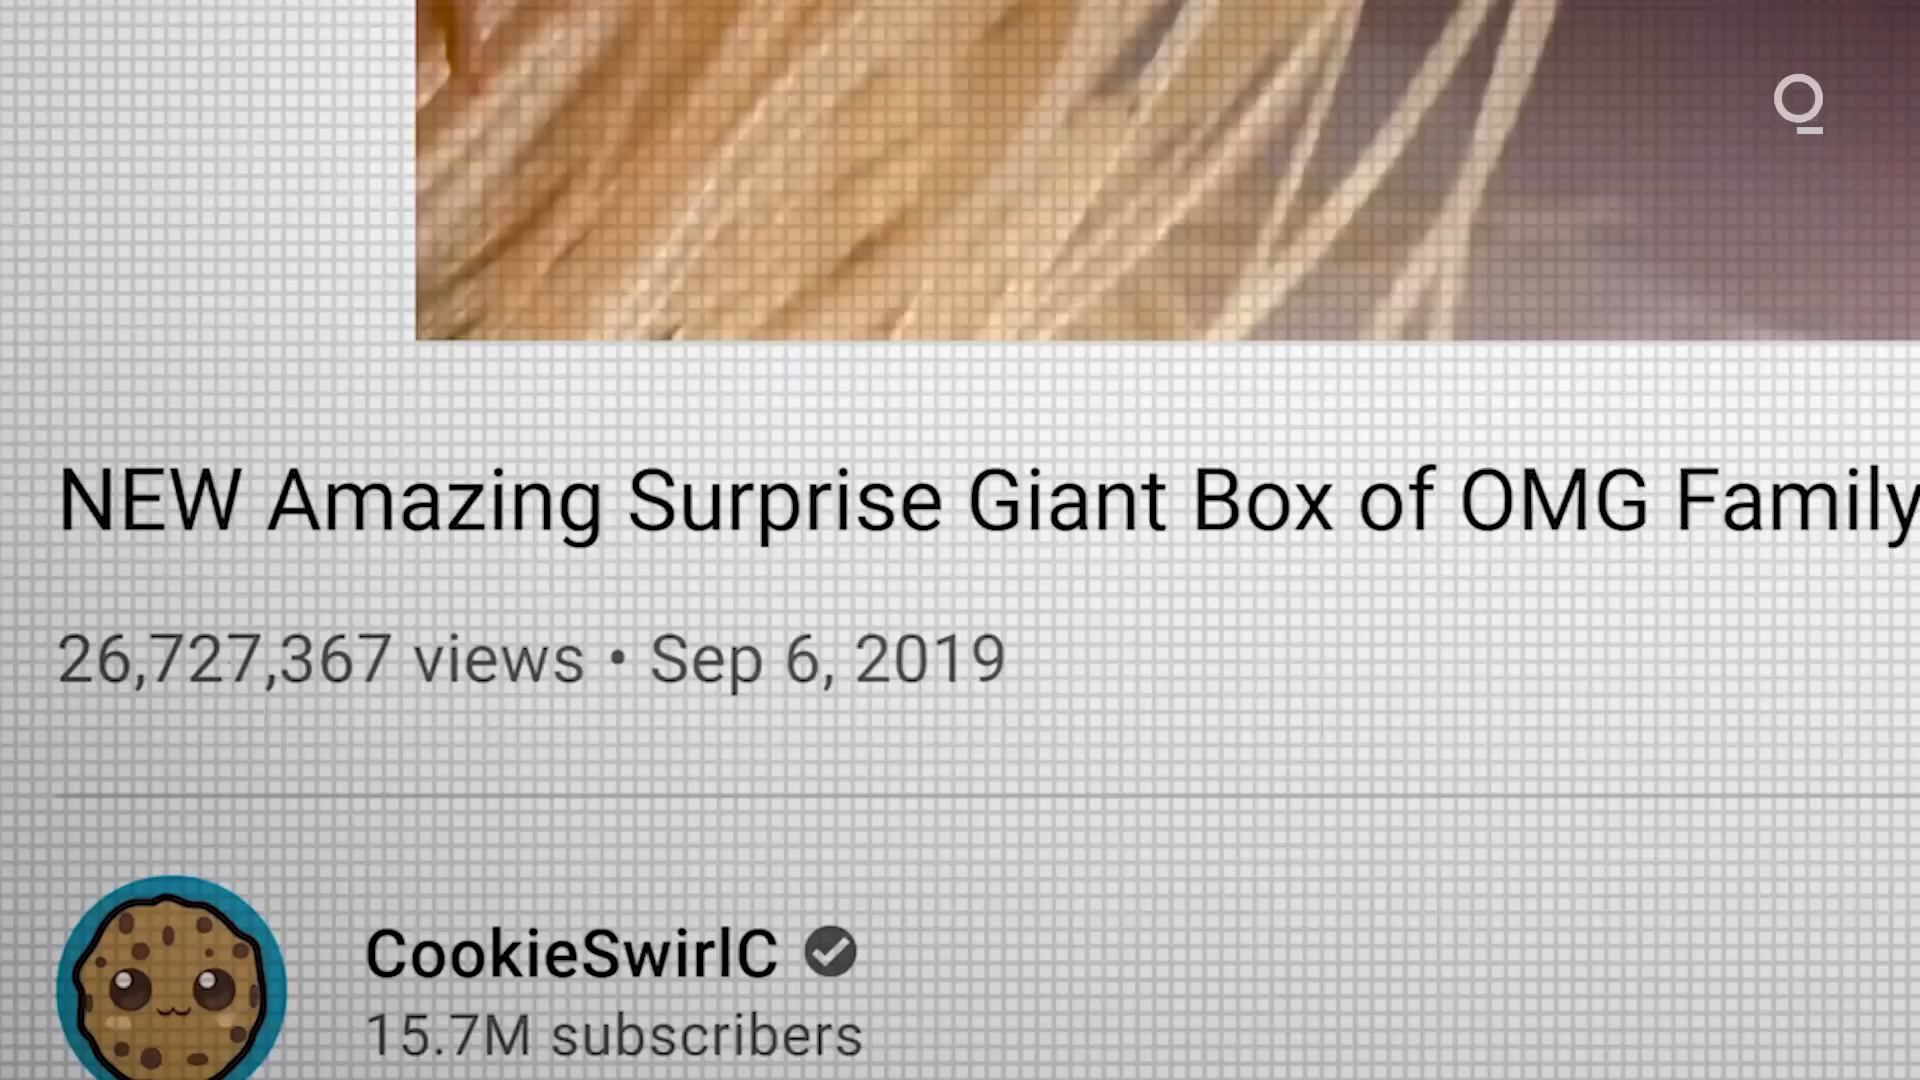 NEW Amazing Surprise Giant Box of OMG Family
26,727,367 views • Sep 6, 2019
CookieSwirlC
15.7M subscribers